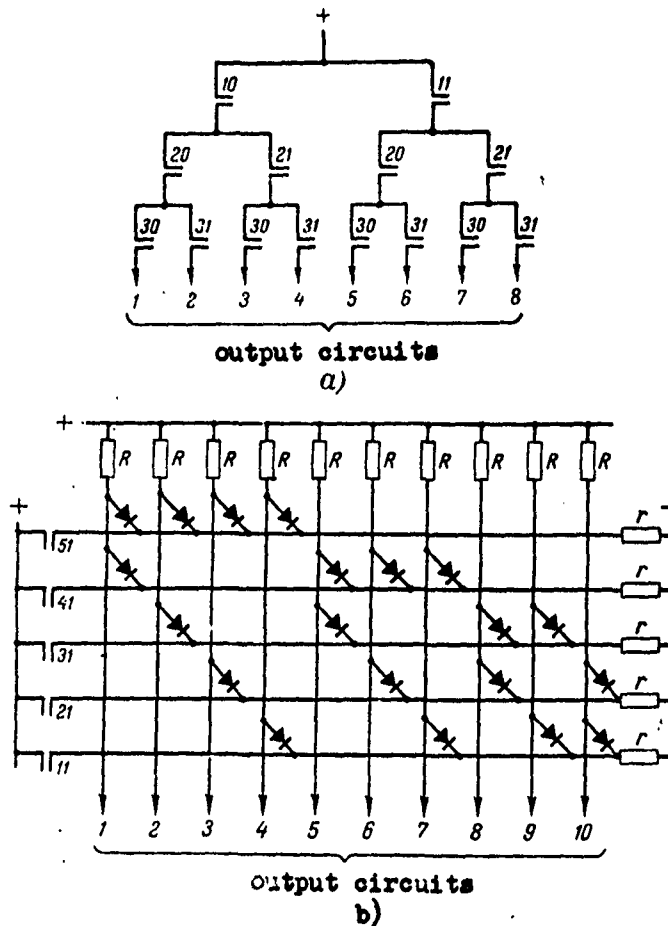 +
10 11
20 21 20 21
30 31 30 31 30 31 30 31
1 2 3 4 5 6 7 8
output circuits
a)
+
R R R R R R R R R R
+ -
51 r
41 r
31 r
21 r
11 r
1 2 3 4 5 6 7 8 9 10
output circuits
b)